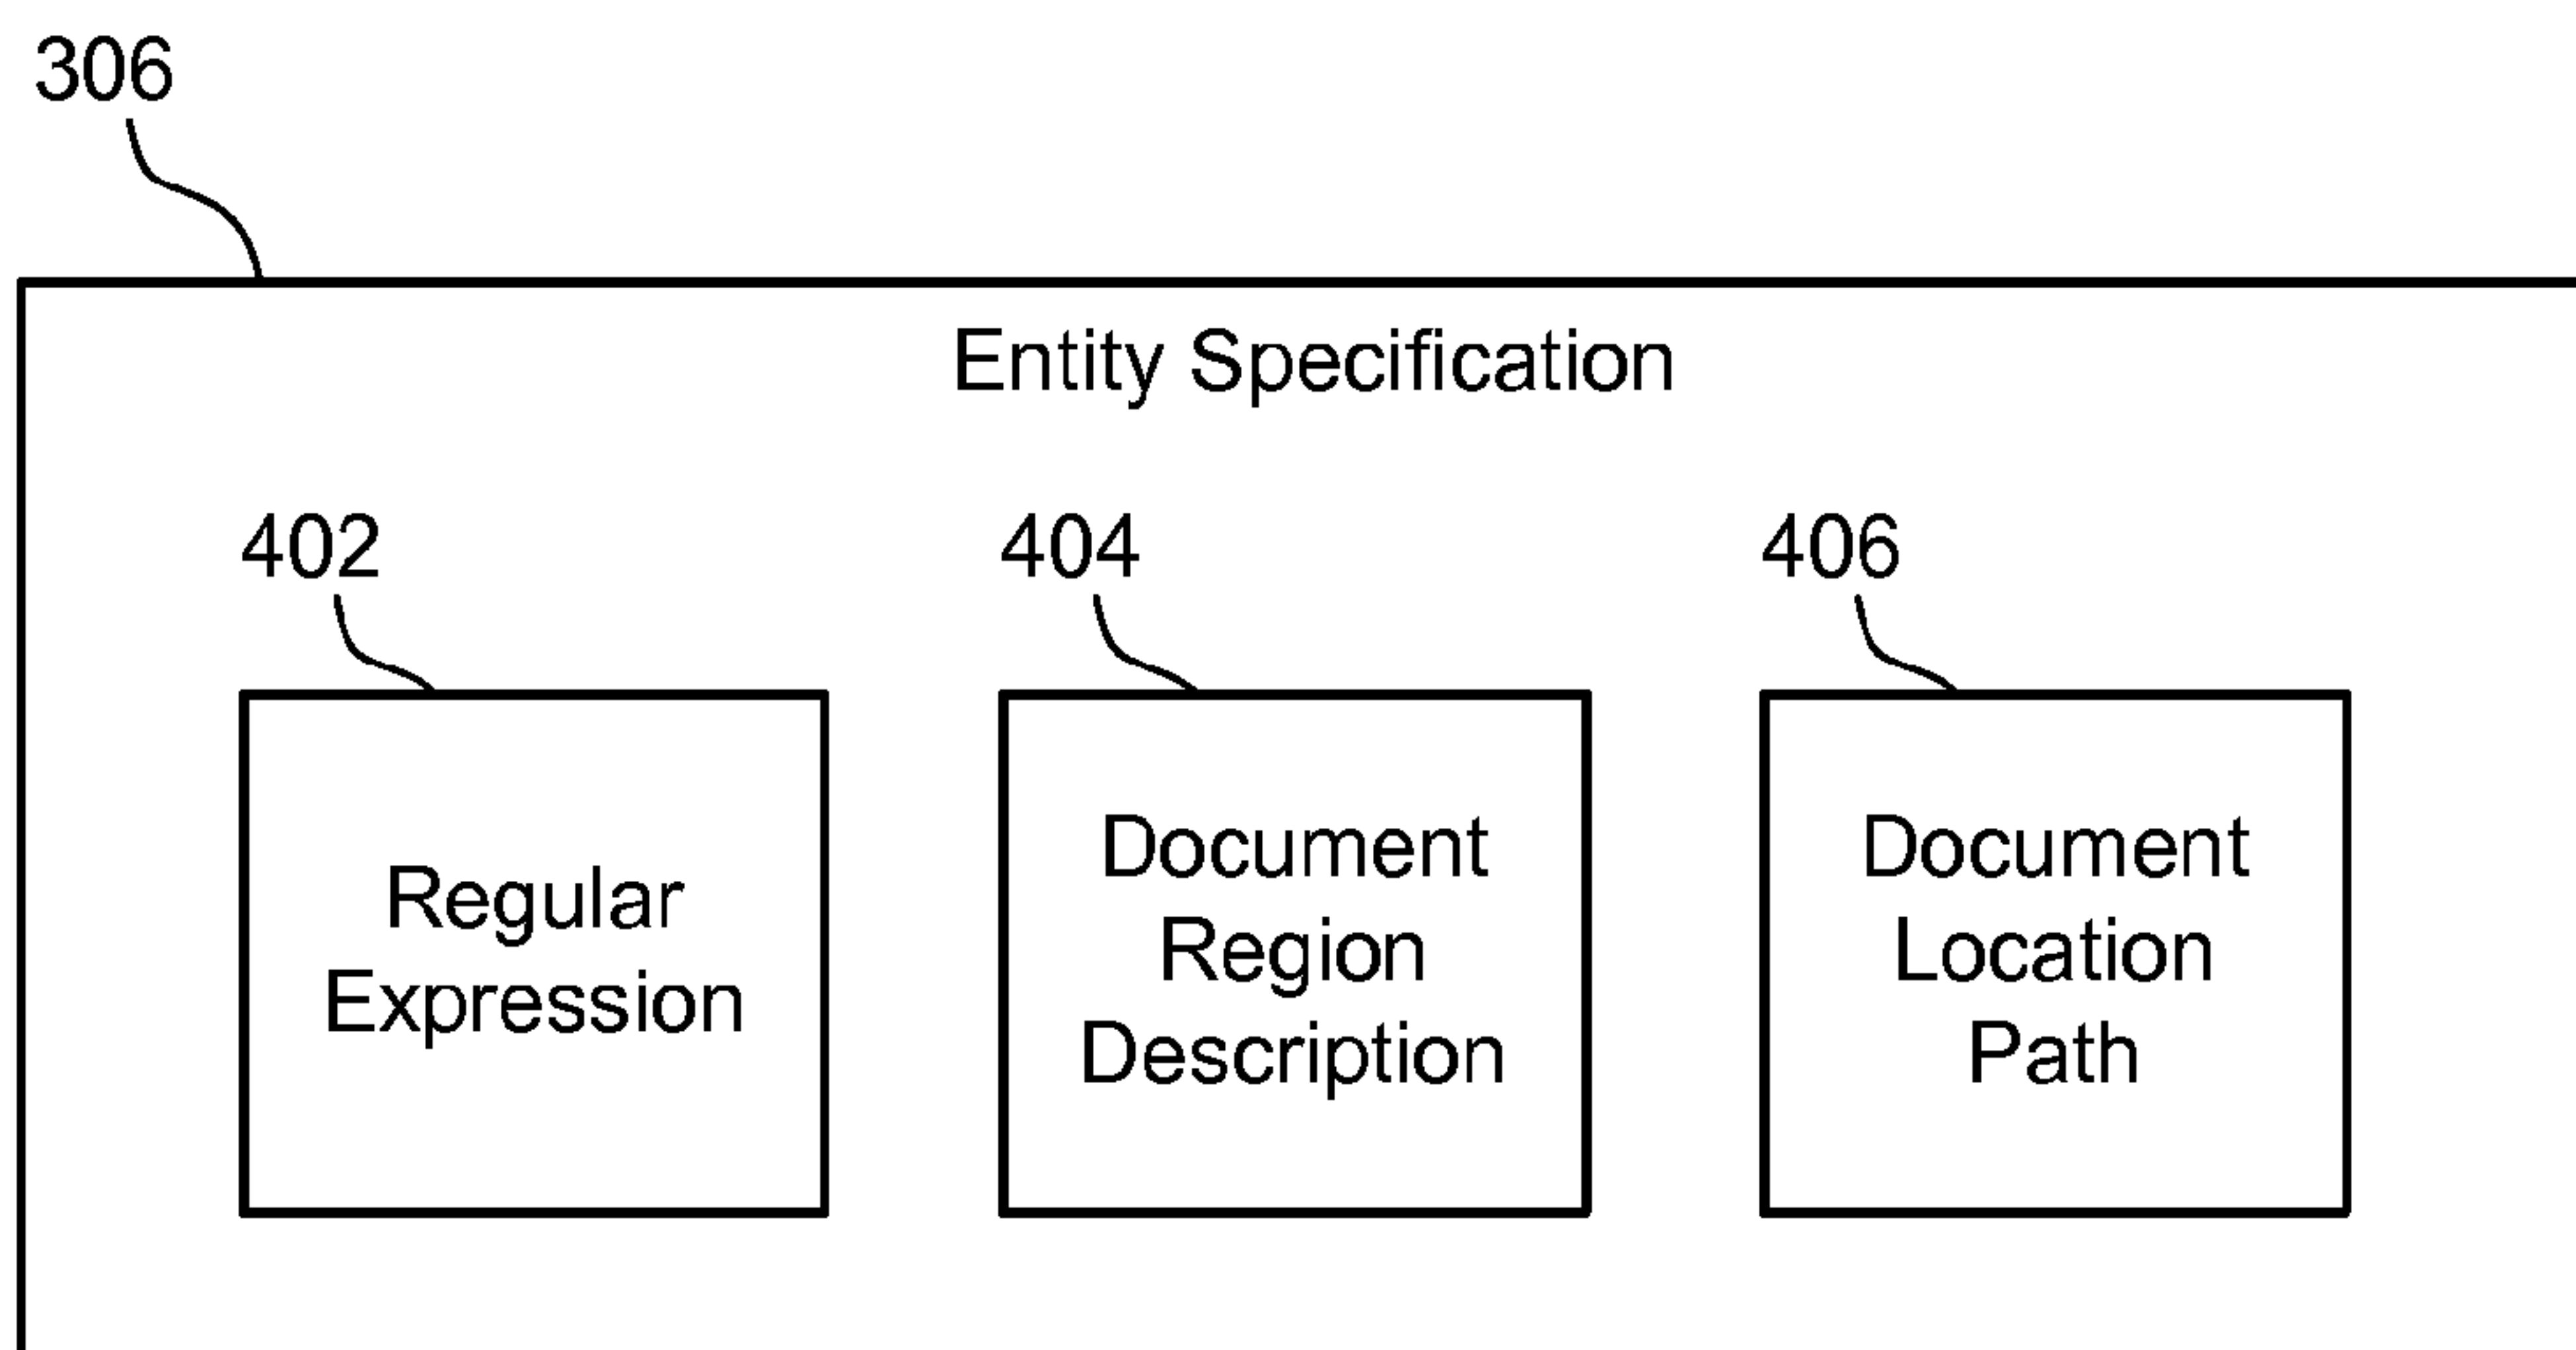 306
Entity Specification
402
404
406
Regular
Expression
Document
Region
Description
Document
Location
Path